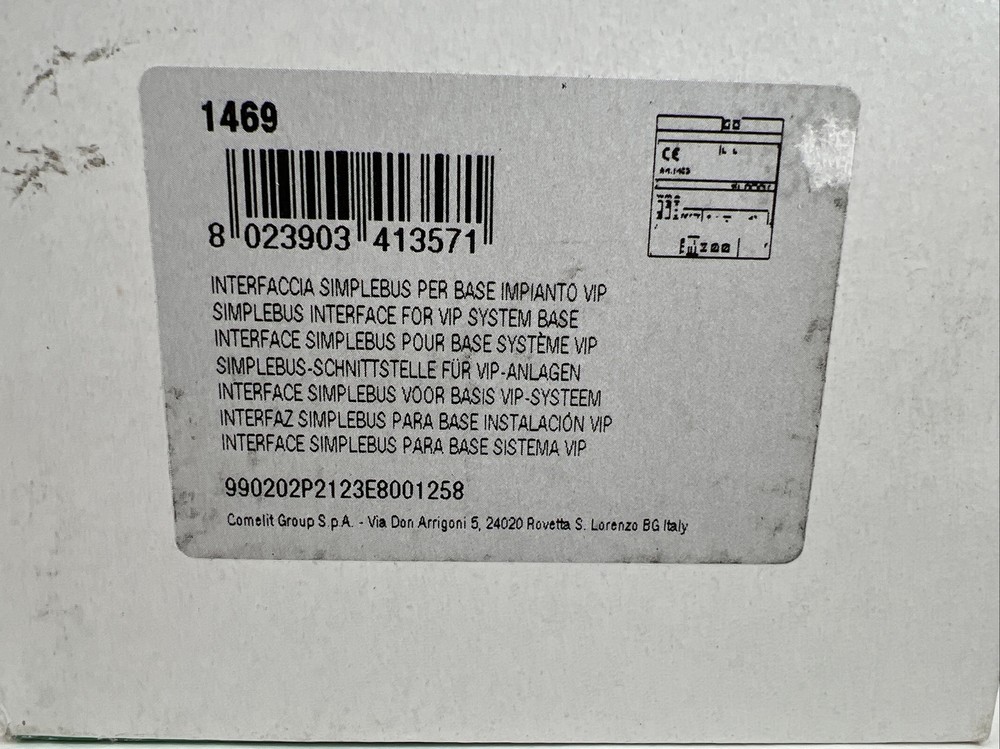 1469
CE
Art.1469
8 023903 413571
INTERFACCIA SIMPLEBUS PER BASE IMPIANTO VIP
SIMPLEBUS INTERFACE FOR VIP SYSTEM BASE
INTERFACE SIMPLEBUS POUR BASE SYSTÈME VIP
SIMPLEBUS-SCHNITTSTELLE FÜR VIP-ANLAGEN
INTERFACE SIMPLEBUS VOOR BASIS VIP-SYSTEEM
INTERFAZ SIMPLEBUS PARA BASE INSTALACIÓN VIP
INTERFACE SIMPLEBUS PARA BASE SISTEMA VIP
990202P2123E8001258
Comelit Group S.p.A. - Via Don Arrigoni 5, 24020 Rovetta S. Lorenzo BG Italy